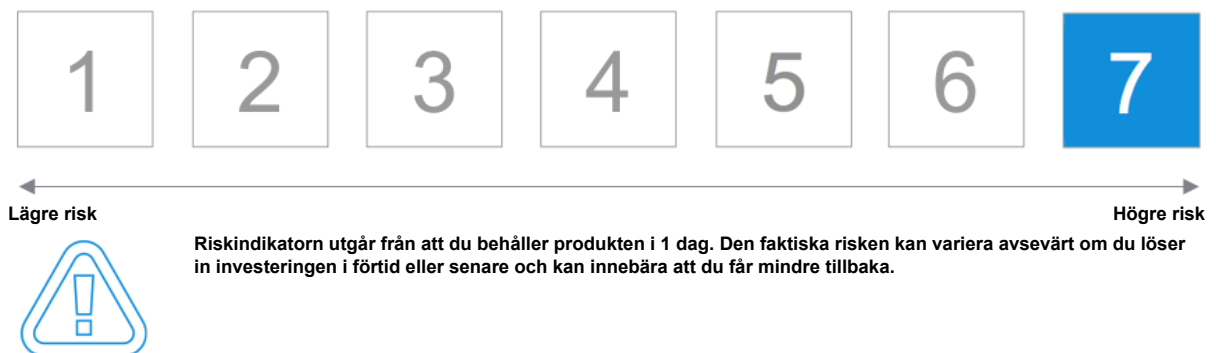 1 2 3 4 5 6 7
Lägre risk Högre risk
Riskindikatorn utgår från att du behåller produkten i 1 dag. Den faktiska risken kan variera avsevärt om du löser
in investeringen i förtid eller senare och kan innebära att du får mindre tillbaka.